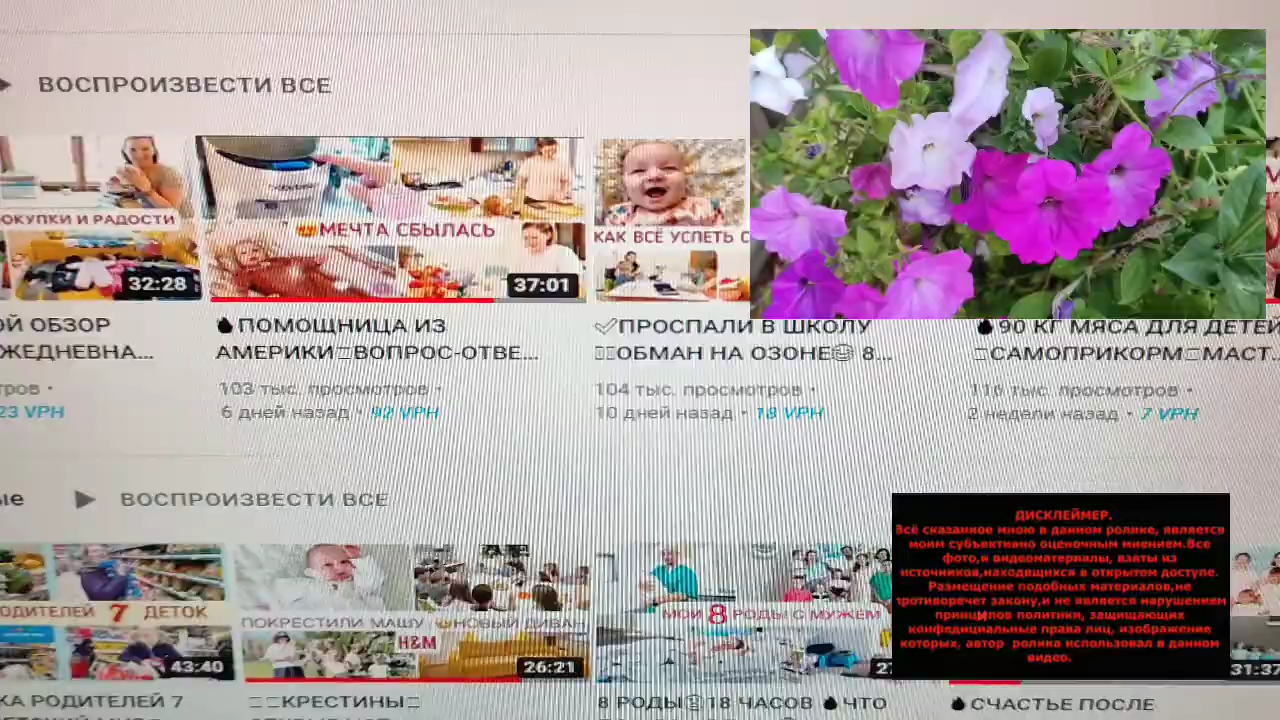 ВОСПРОИЗВЕСТИ ВСЕ
ОКУПКИ И РАДОСТИ
32:28
МЕЧТА СБЫЛАСЬ
37:01
КАК ВСЁ УСПЕТЬ С
ОЙ ОБЗОР
ЖЕДНЕВНА...
ПОМОЩНИЦА ИЗ
АМЕРИКИ ВОПРОС-ОТВЕ...
ПРОСПАЛИ В ШКОЛУ
ОБМАН НА ОЗОНЕ 8...
90 КГ МЯСА ДЛЯ ДЕТЕЙ
САМОПРИКОРМ МАСТ...
тров •
23 VPH
103 тыс. просмотров •
6 дней назад • 92 VPH
104 тыс. просмотров •
10 дней назад • 18 VPH
116 тыс. просмотров •
2 недели назад • 7 VPH
ые
ВОСПРОИЗВЕСТИ ВСЕ
ОДИТЕЛЕЙ 7 ДЕТОК
43:40
ПОКРЕСТИЛИ МАШУ
НОВЫЙ ДИВАН
H&M
26:21
МОИ 8 РОДЫ С МУЖЕМ
27
31:37
ДИСКЛЕЙМЕР.
Всё сказанное мною в данном ролике, является
моим субъективно оценочным мнением.Все
фото,и видеоматериалы, взяты из
источников,находящихся в открытом доступе.
Размещение подобных материалов,не
противоречет закону,и не является нарушением
принципов политики, защищающих
конфедициальные права лиц, изображение
которых, автор ролика использовал в данном
видео.
КА РОДИТЕЛЕЙ 7
КРЕСТИНЫ
8 РОДЫ 18 ЧАСОВ ЧТО
СЧАСТЬЕ ПОСЛЕ